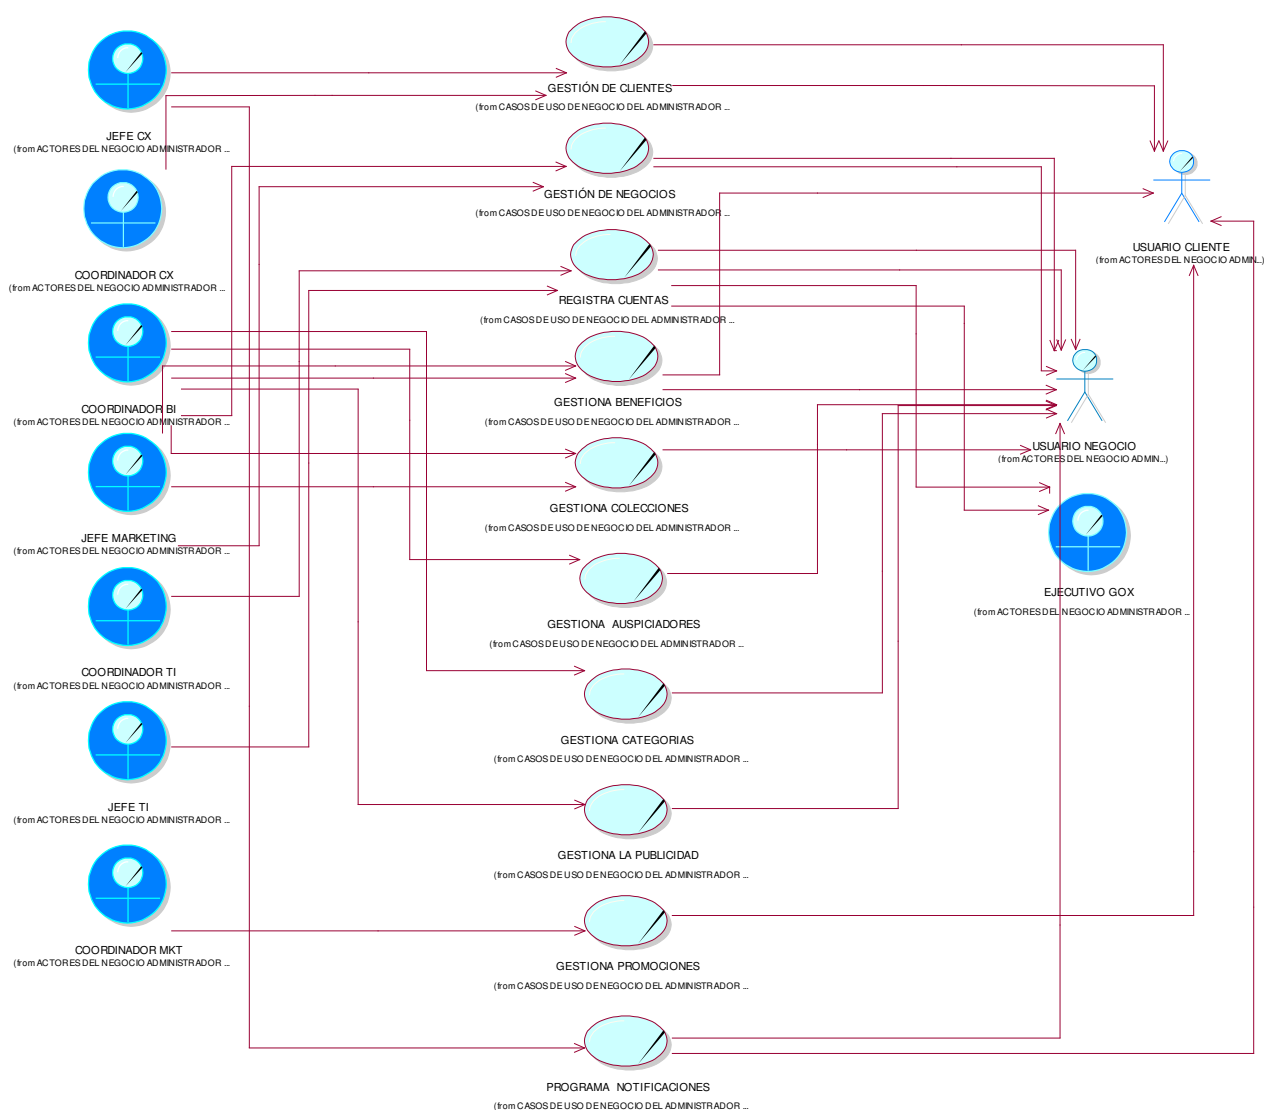 JEFE CX
(from ACTORES DEL NEGOCIO ADMINISTRADOR ...
COORDINADOR CX
(from ACTORES DEL NEGOCIO ADMINISTRADOR ...
COORDINADOR BI
(from ACTORES DEL NEGOCIO ADMINISTRADOR ...
JEFE MARKETING
(from ACTORES DEL NEGOCIO ADMINISTRADOR ...
COORDINADOR TI
(from ACTORES DEL NEGOCIO ADMINISTRADOR ...
JEFE TI
(from ACTORES DEL NEGOCIO ADMINISTRADOR ...
COORDINADOR MKT
(from ACTORES DEL NEGOCIO ADMINISTRADOR ...
GESTIÓN DE CLIENTES
(from CASOS DE USO DE NEGOCIO DEL ADMINISTRADOR ...
GESTIÓN DE NEGOCIOS
(from CASOS DE USO DE NEGOCIO DEL ADMINISTRADOR ...
REGISTRA CUENTAS
(from CASOS DE USO DE NEGOCIO DEL ADMINISTRADOR ...
GESTIONA BENEFICIOS
(from CASOS DE USO DE NEGOCIO DEL ADMINISTRADOR ...
GESTIONA COLECCIONES
(from CASOS DE USO DE NEGOCIO DEL ADMINISTRADOR ...
GESTIONA AUSPICIADORES
(from CASOS DE USO DE NEGOCIO DEL ADMINISTRADOR ...
GESTIONA CATEGORIAS
(from CASOS DE USO DE NEGOCIO DEL ADMINISTRADOR ...
GESTIONA LA PUBLICIDAD
(from CASOS DE USO DE NEGOCIO DEL ADMINISTRADOR ...
GESTIONA PROMOCIONES
(from CASOS DE USO DE NEGOCIO DEL ADMINISTRADOR ...
PROGRAMA NOTIFICACIONES
(from CASOS DE USO DE NEGOCIO DEL ADMINISTRADOR ...
USUARIO CLIENTE
(from ACTORES DEL NEGOCIO ADMIN...)
USUARIO NEGOCIO
(from ACTORES DEL NEGOCIO ADMIN...)
EJECUTIVO GOX
(from ACTORES DEL NEGOCIO ADMINISTRADOR ...